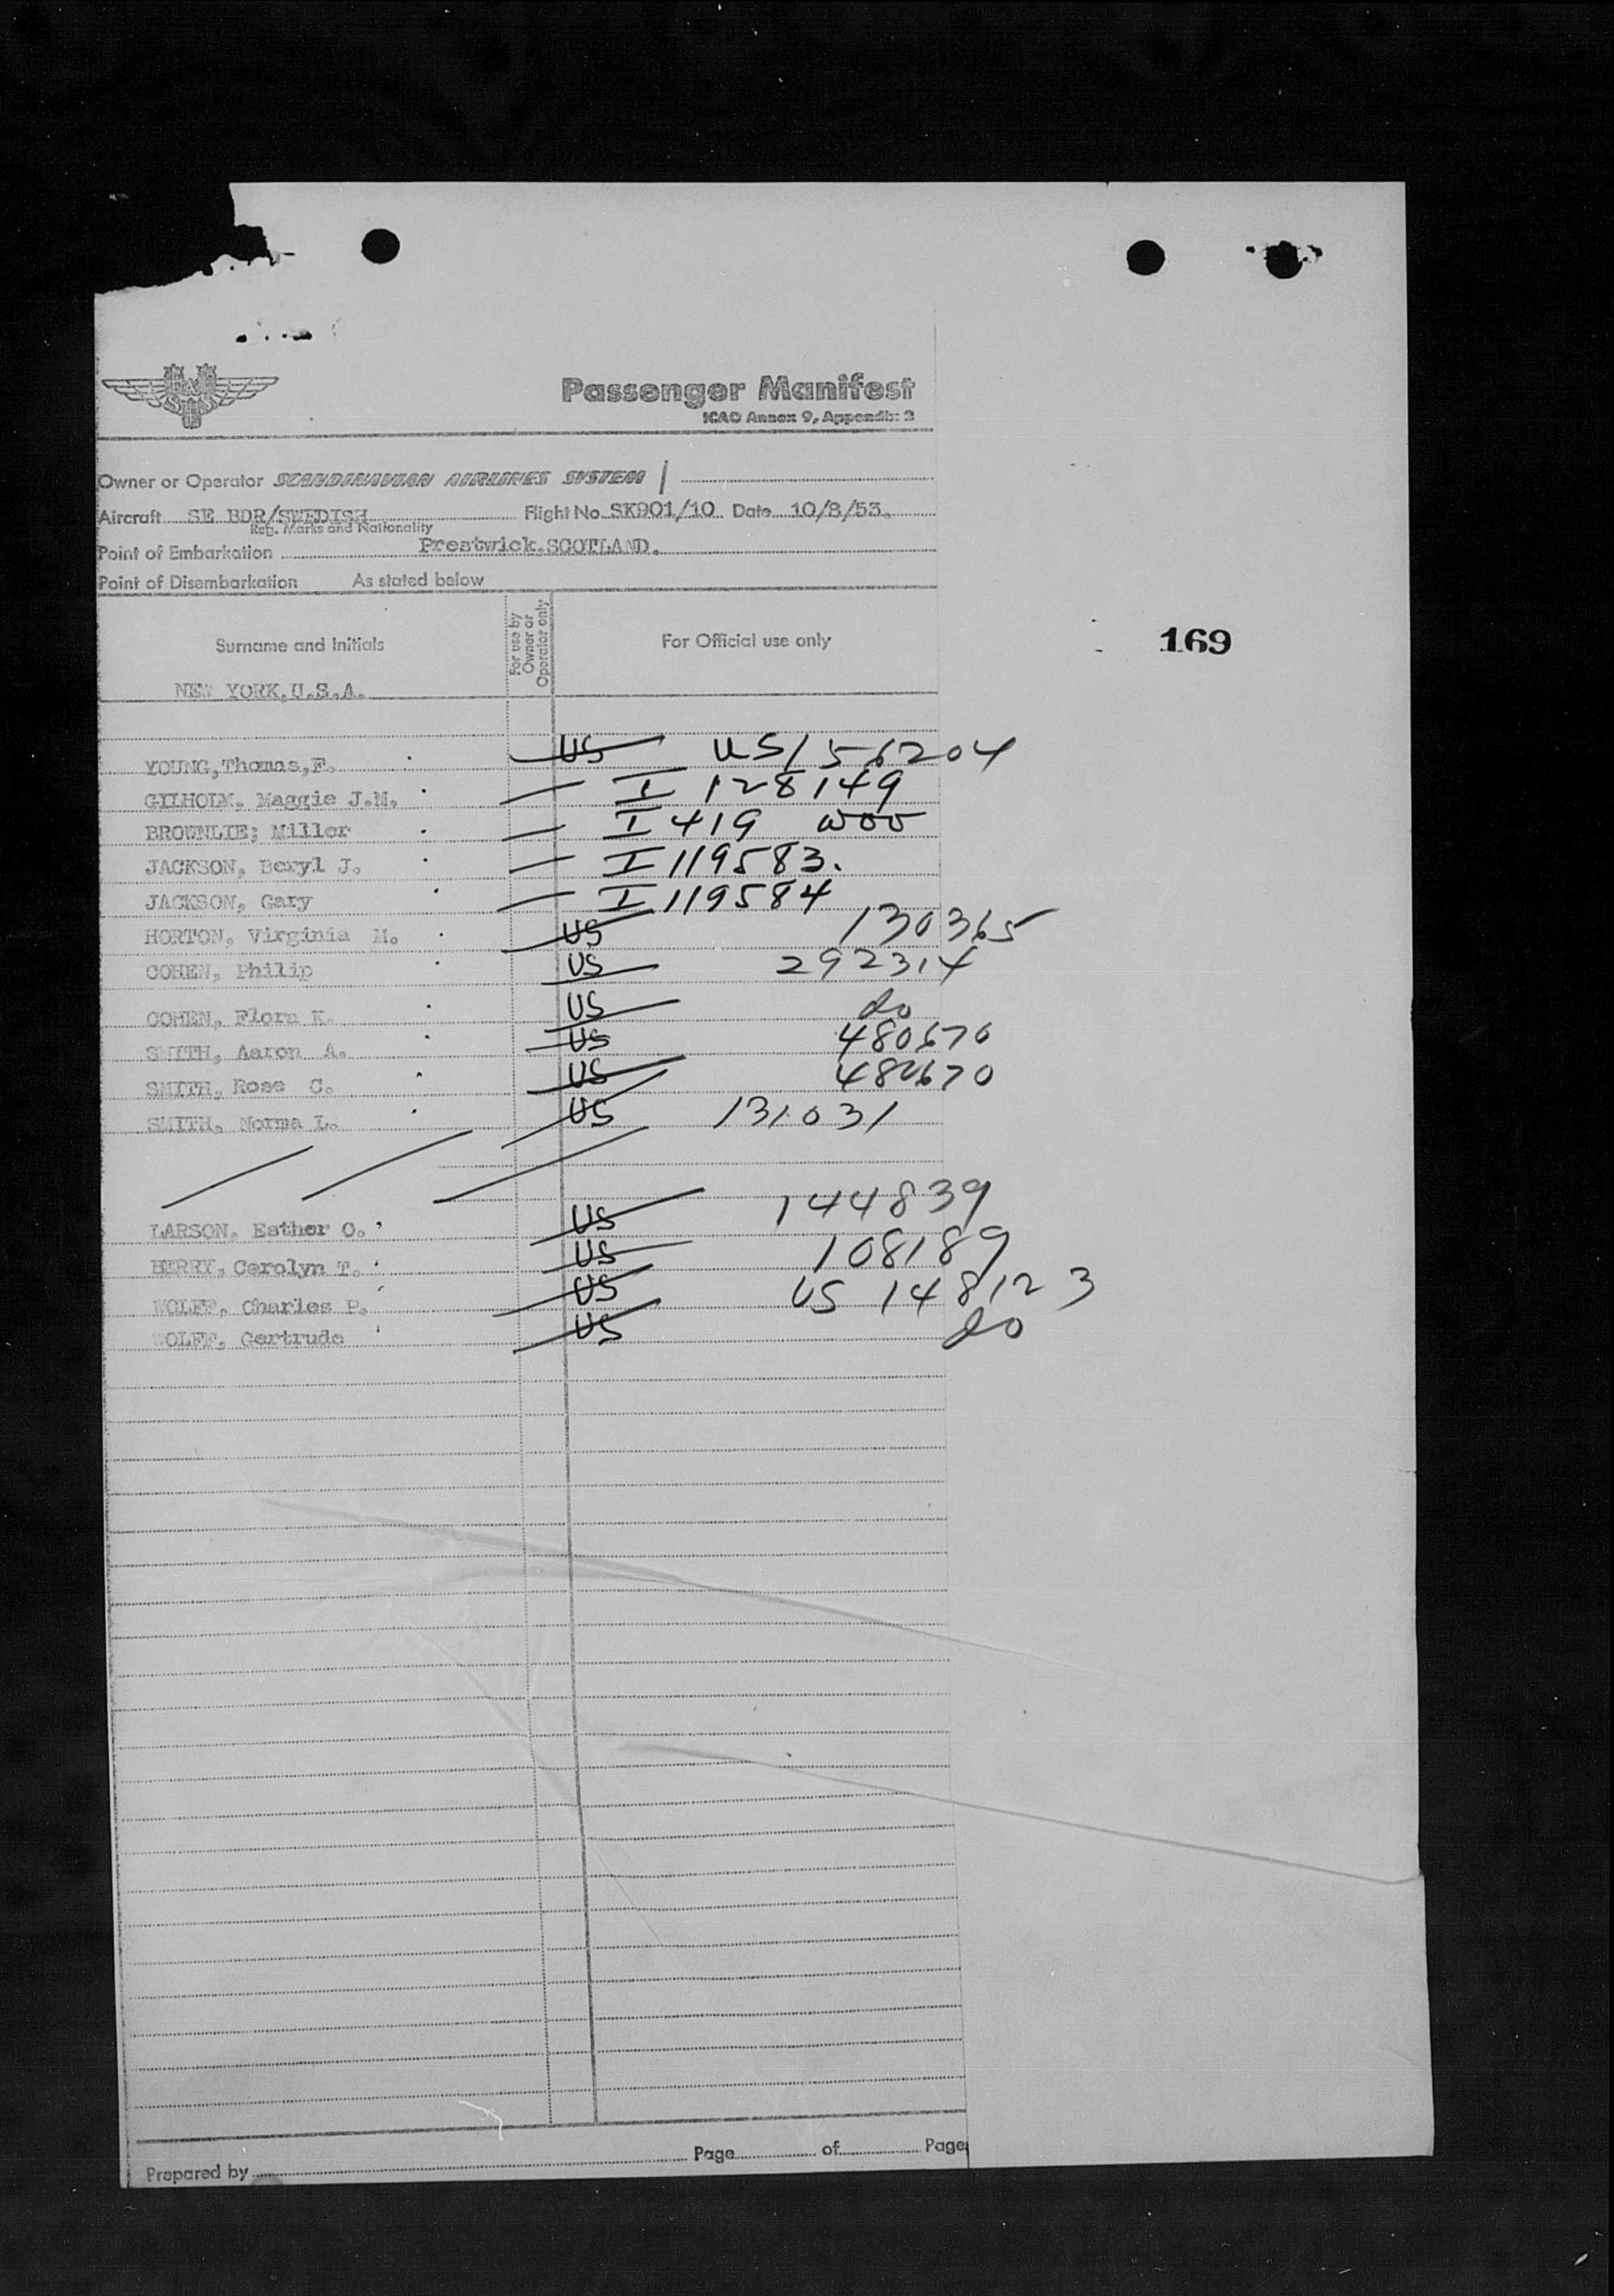 Passenger Manifest
ICAO Annex 9, Appendix 2
Owner or Operator SCANDINAVIAN AIRLINES SYSTEM /
Aircraft SE BDR/SWEDISH Flight No. SK901/10 Date 10/8/53.
Reg. Marks and Nationality
Point of Embarkation Prestwick,SCOTLAND.
Point of Disembarkation As stated below
Surname and Initials For use by Owner or Operator only For Official use only
169
NEW YORK,U.S.A.
YOUNG,Thomas,F. US US 156204
GILHOLM, Maggie J.M. I 128149
BROWNLIE; Miller I 419 WOO
JACKSON, Beryl J. I 119583.
JACKSON, Gary I 119584
HORTON, Virginia M. US 130365
COHEN, Philip US 292314
COHEN, Flora K. US do
SMITH, Aaron A. US 480670
SMITH, Rose C. US 480670
SMITH, Norma L. US 131031
LARSON, Esther O. US 144839
BERRY, Carolyn T. US 108189
WOLFF, Charles P. US US 148123
WOLFF, Gertrude US do
Prepared by Page of Page